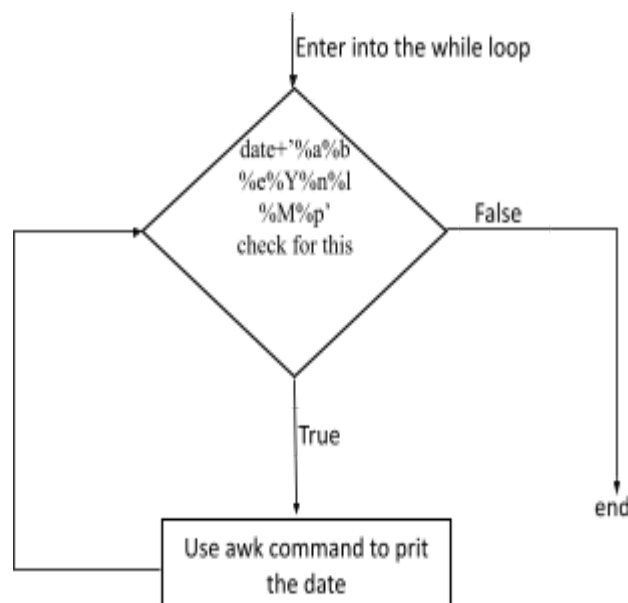 Enter into the while loop
date+’%a%b
%e%Y%n%l
%M%p’
check for this
False
True
end
Use awk command to prit
the date